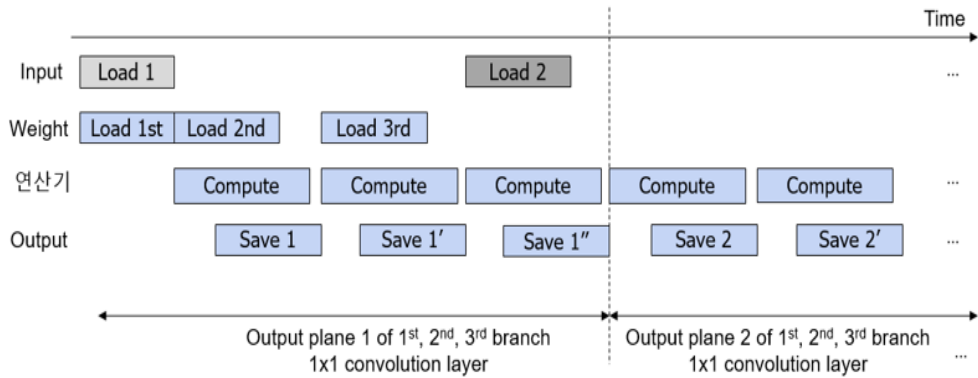 Time
Input
Load 1
Load 2
...
Weight
Load 1st
Load 2nd
Load 3rd
연산기
Compute
Compute
Compute
Compute
Compute
...
Output
Save 1
Save 1′
Save 1″
Save 2
Save 2′
...
Output plane 1 of 1st, 2nd, 3rd branch
1x1 convolution layer
Output plane 2 of 1st, 2nd, 3rd branch
1x1 convolution layer
...